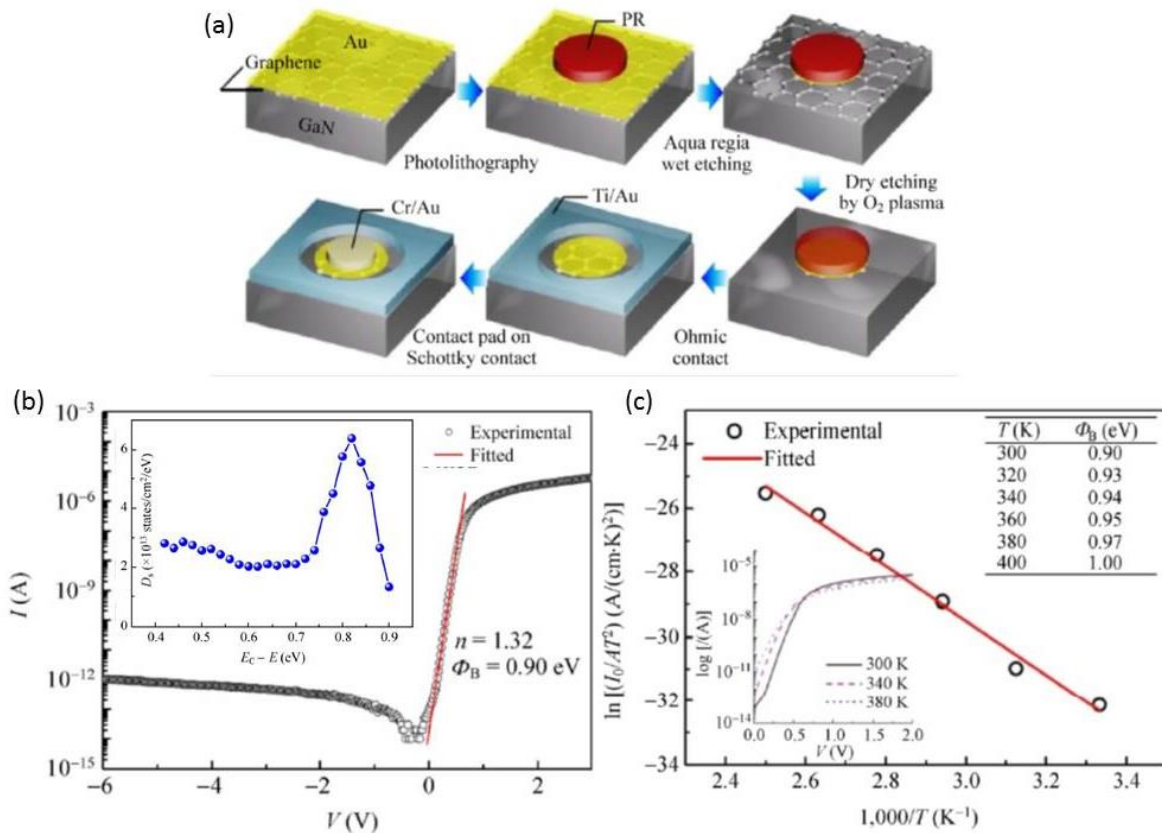 (a)
PR
Au
Graphene
GaN
Photolithography
Aqua regia
wet etching
Dry etching
by O₂ plasma
Cr/Au
Ti/Au
Contact pad on
Schottky contact
Ohmic
contact
(b)
10⁻³
10⁻⁶
10⁻⁹
10⁻¹²
10⁻¹⁵
I (A)
−6
−4
−2
0
2
V (V)
Experimental
Fitted
n = 1.32
Φ_B = 0.90 eV
6
4
2
0
(×10¹³ states/cm²/eV)
0.4
0.5
0.6
0.7
0.8
0.9
E_C − E (eV)
(c)
−24
−26
−28
−30
−32
−34
ln [(I₀/AT²) (A/(cm·K)²)]
2.4
2.6
2.8
3.0
3.2
3.4
1,000/T (K⁻¹)
Experimental
Fitted
T (K) Φ_B (eV)
300 0.90
320 0.93
340 0.94
360 0.95
380 0.97
400 1.00
10⁻⁵
10⁻⁸
10⁻¹¹
10⁻¹⁴
log [I/(A)]
0.0
0.5
1.0
1.5
2.0
V (V)
300 K
340 K
380 K